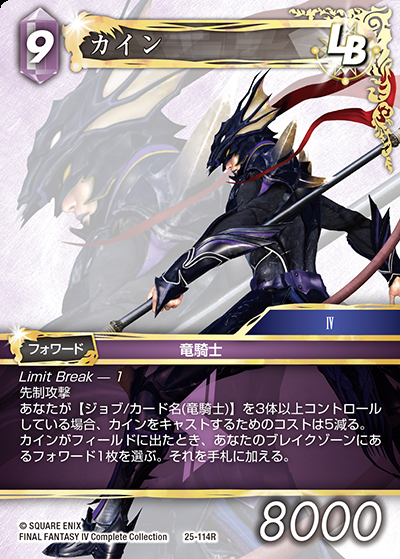 9
カイン
LB
IV
フォワード
竜騎士
Limit Break — 1
先制攻撃
あなたが【ジョブ/カード名(竜騎士)】を3体以上コントロール
している場合、カインをキャストするためのコストは5減る。
カインがフィールドに出たとき、あなたのブレイクゾーンにあ
るフォワード1枚を選ぶ。それを手札に加える。
© SQUARE ENIX
FINAL FANTASY IV Complete Collection
25-114R
8000